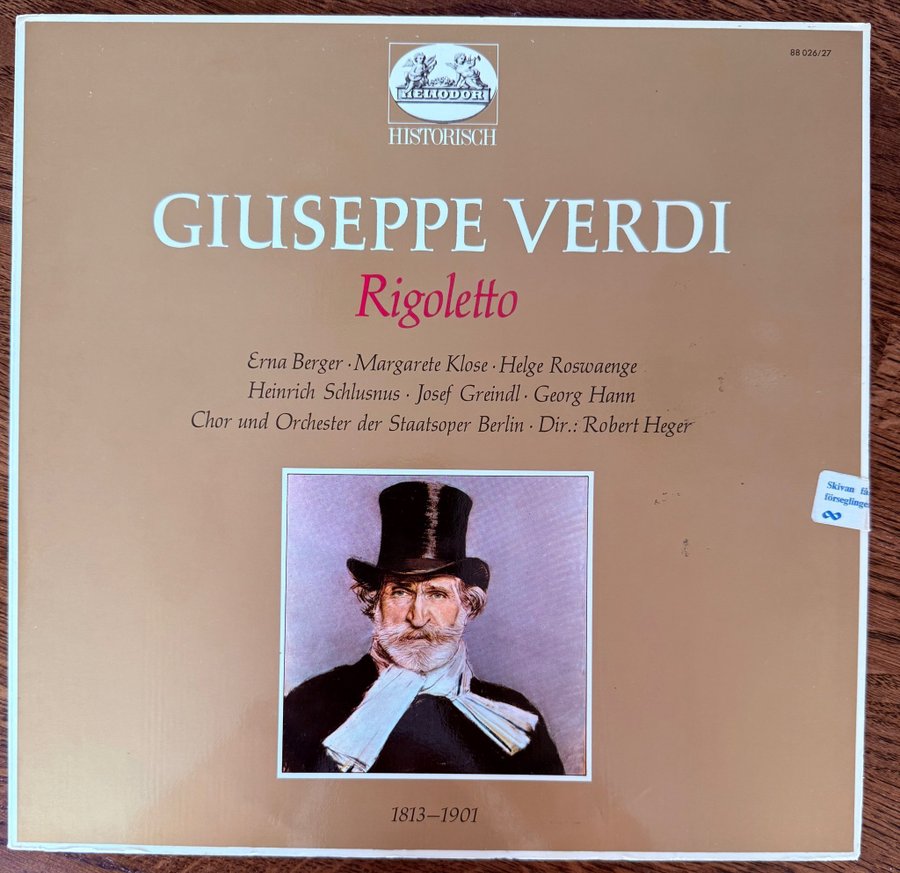 88 026/27
HELIODOR
HISTORISCH
GIUSEPPE VERDI
Rigoletto
Erna Berger · Margarete Klose · Helge Roswaenge
Heinrich Schlusnus · Josef Greindl · Georg Hann
Chor und Orchester der Staatsoper Berlin · Dir.: Robert Heger
Skivan
1813–1901